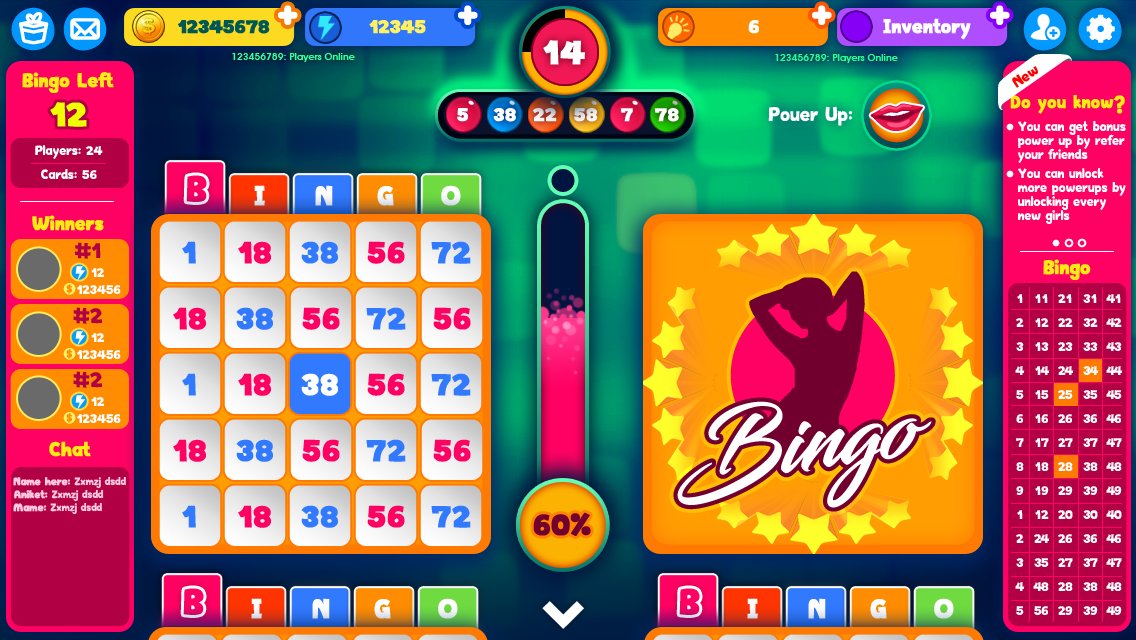 12345678
12345
6
Inventory
123456789: Players Online
123456789: Players Online
14
5 38 22 58 7 78
Pouer Up:
Bingo Left
12
Players: 24
Cards: 56
Winners
#1
12
123456
#2
12
123456
#2
12
123456
Chat
Name here: Zxmzj dsdd
Aniket: Zxmzj dsdd
Mame: Zxmzj dsdd
B I N G O
1 18 38 56 72
18 38 56 72 56
1 18 38 56 72
18 38 56 72 56
1 18 38 56 72
60%
Bingo
B I N G O
B I N G O
New
Do you know?
You can get bonus
power up by refer
your friends
You can unlock
more powerups by
unlocking every
new girls
Bingo
1 11 21 31 41
2 12 22 32 42
3 13 23 33 43
4 14 24 34 44
5 15 25 35 45
6 16 26 36 46
7 17 27 37 47
8 18 28 38 48
9 19 29 39 49
1 12 20 30 40
2 24 26 36 46
3 35 27 37 47
4 48 28 38 48
5 56 29 39 49